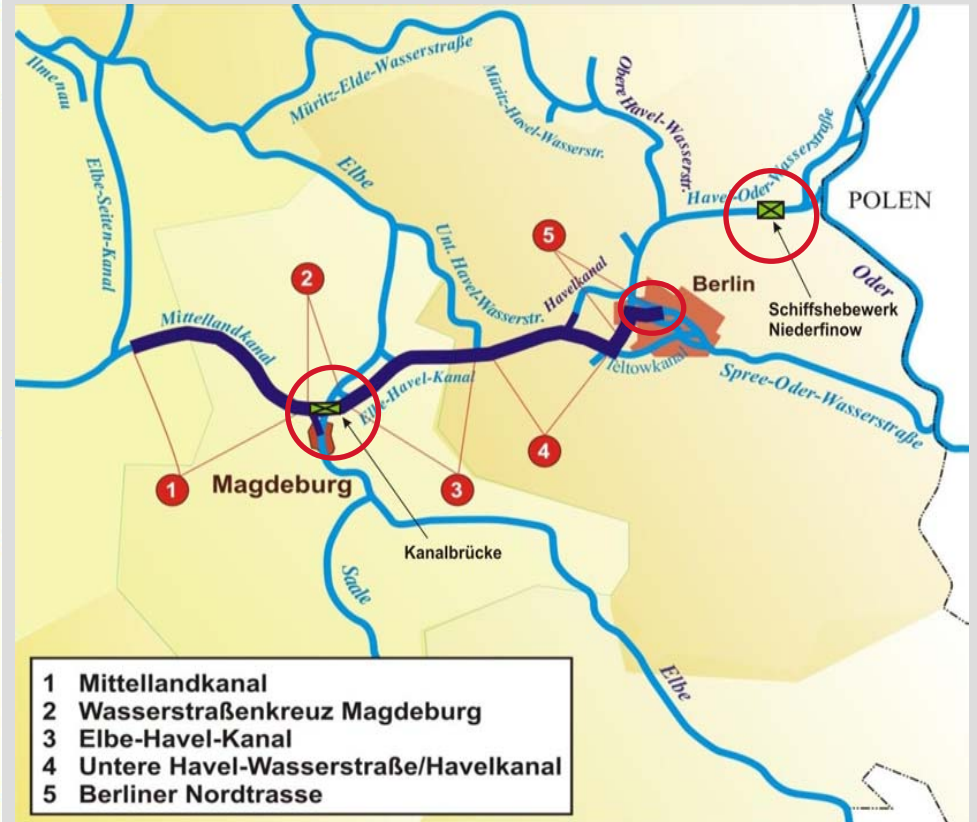 Ilmenau
Müritz-Elde-Wasserstraße
Müritz-Havel-Wasserstr.
Obere Havel-Wasserstr.
Elbe-Seiten-Kanal
Elbe
Unt. Havel-Wasserstr.
Havel-Oder-Wasserstraße
POLEN
5
2
Havelkanal
Berlin
Oder
Schiffshebewerk
Niederfinow
Mittellandkanal
Teltowkanal
Spree-Oder-Wasserstraße
Elbe-Havel-Kanal
4
1
Magdeburg
3
Kanalbrücke
Saale
Elbe
1 Mittellandkanal
2 Wasserstraßenkreuz Magdeburg
3 Elbe-Havel-Kanal
4 Untere Havel-Wasserstraße/Havelkanal
5 Berliner Nordtrasse